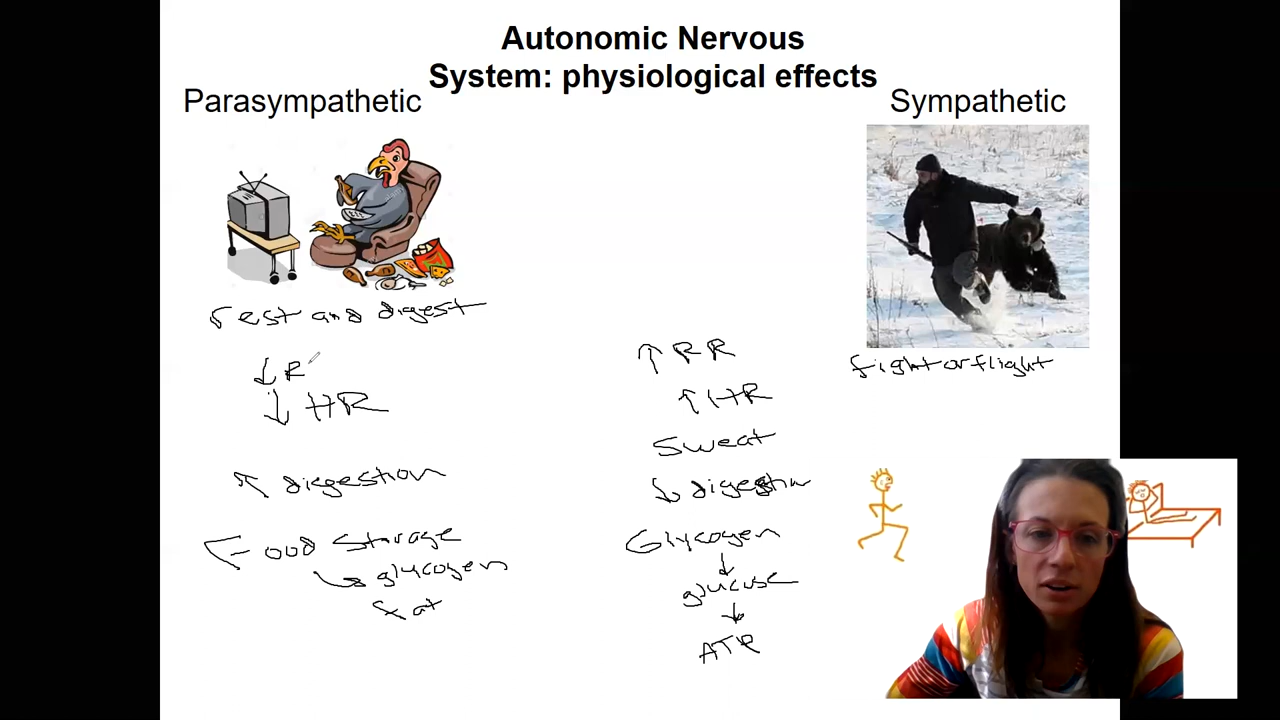 Autonomic Nervous
System: physiological effects
Parasympathetic
Sympathetic
rest and digest
↓ R
↓ HR
↑ digestion
Food storage
↳ glycogen
fat
↑ RR
↑ HR
Sweat
↓ digestion
Glycogen
↓
glucose
↓
ATP
fight or flight